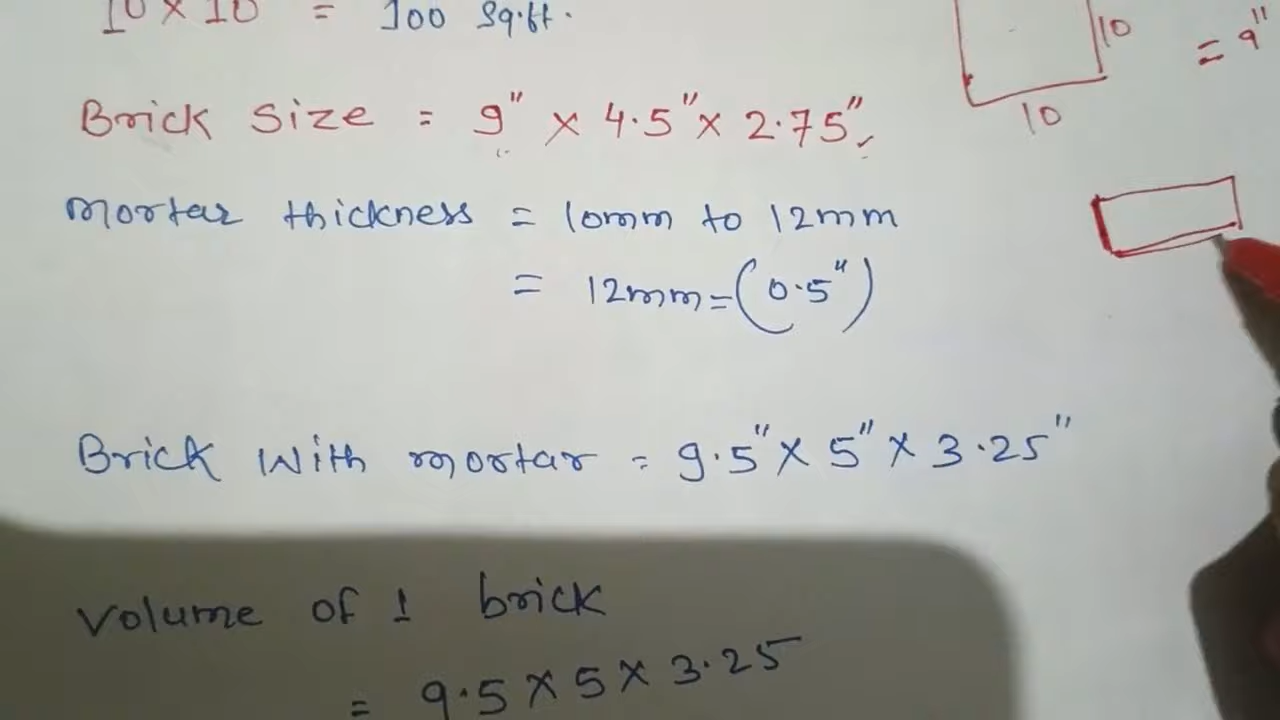 10 × 10 = 100 Sq.ft.
10
10
= 9"
Brick Size = 9" × 4.5" × 2.75"
mortar thickness = 10mm to 12mm
= 12mm = (0.5")
Brick With mortar = 9.5" × 5" × 3.25"
Volume of 1 brick
= 9.5 × 5 × 3.25